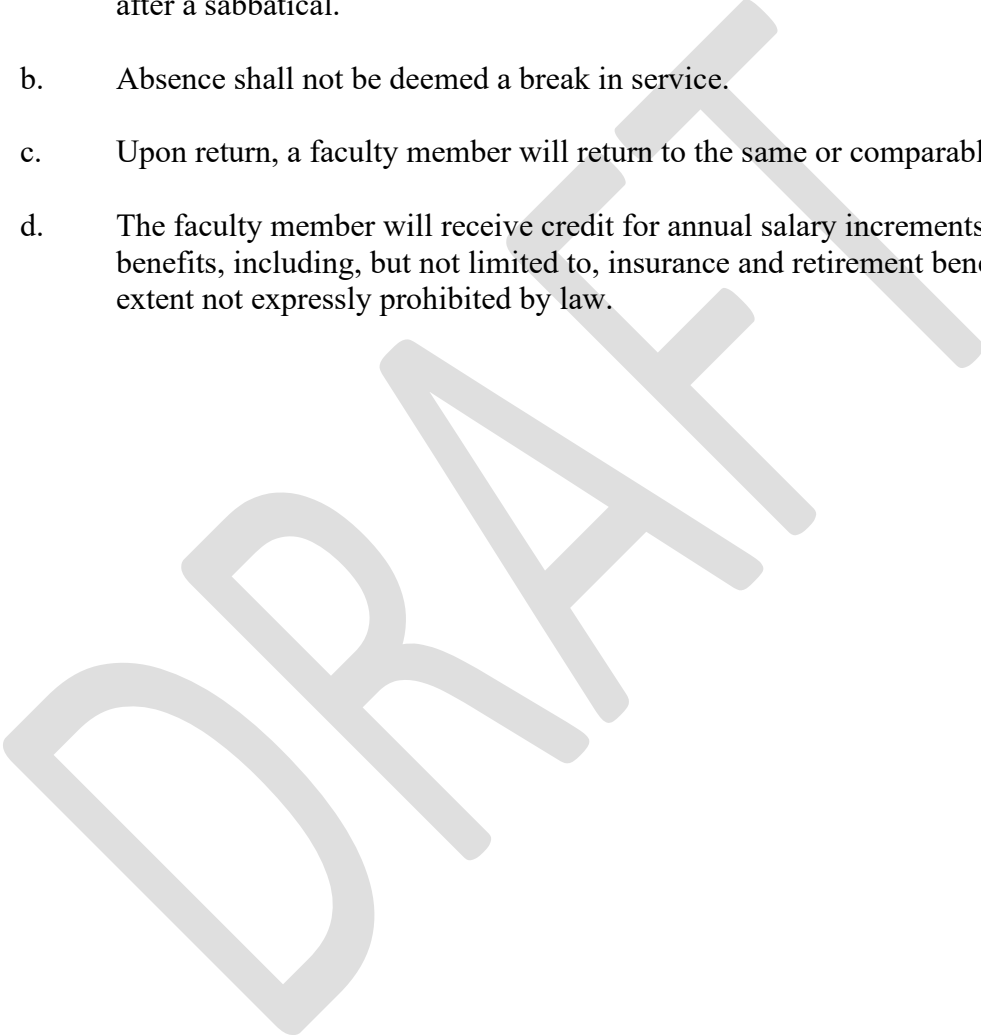 after a sabbatical.
b. Absence shall not be deemed a break in service.
c. Upon return, a faculty member will return to the same or
d. The faculty member will receive credit for annual salary increments
benefits, including, but not limited to, insurance and retirement
extent not expressly prohibited by law.
DRAFT